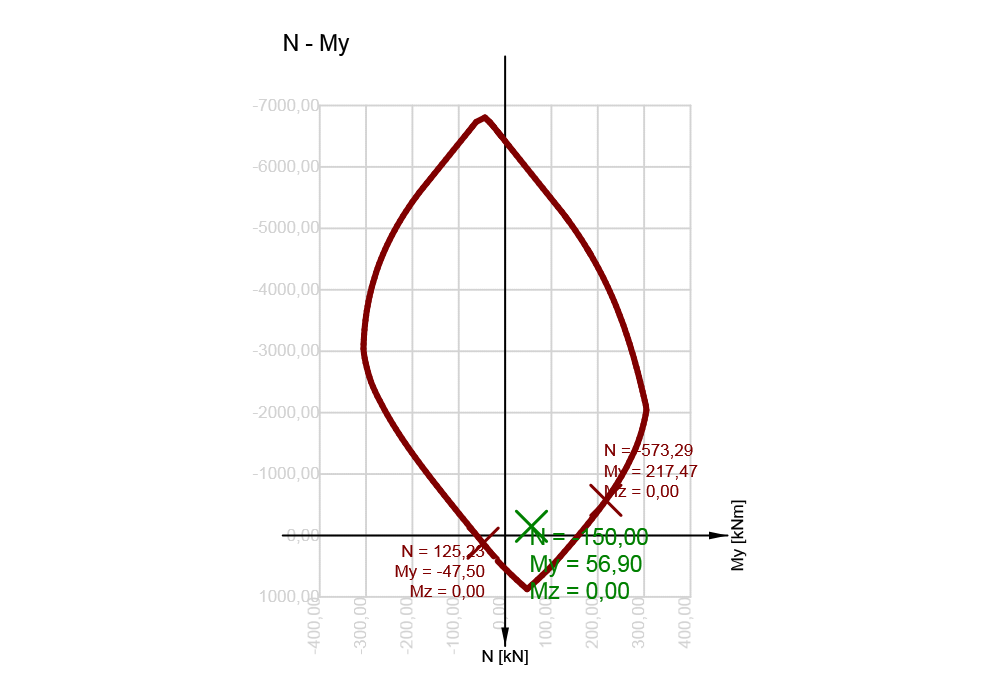 N - My
-7000,00
-6000,00
-5000,00
-4000,00
-3000,00
-2000,00
-1000,00
0,00
1000,00
N = -573,29
My = 217,47
Mz = 0,00
N = -150,00
My = 56,90
Mz = 0,00
N = 125,23
My = -47,50
Mz = 0,00
My [kNm]
-400,00
-300,00
-200,00
-100,00
0,00
100,00
200,00
300,00
400,00
N [kN]